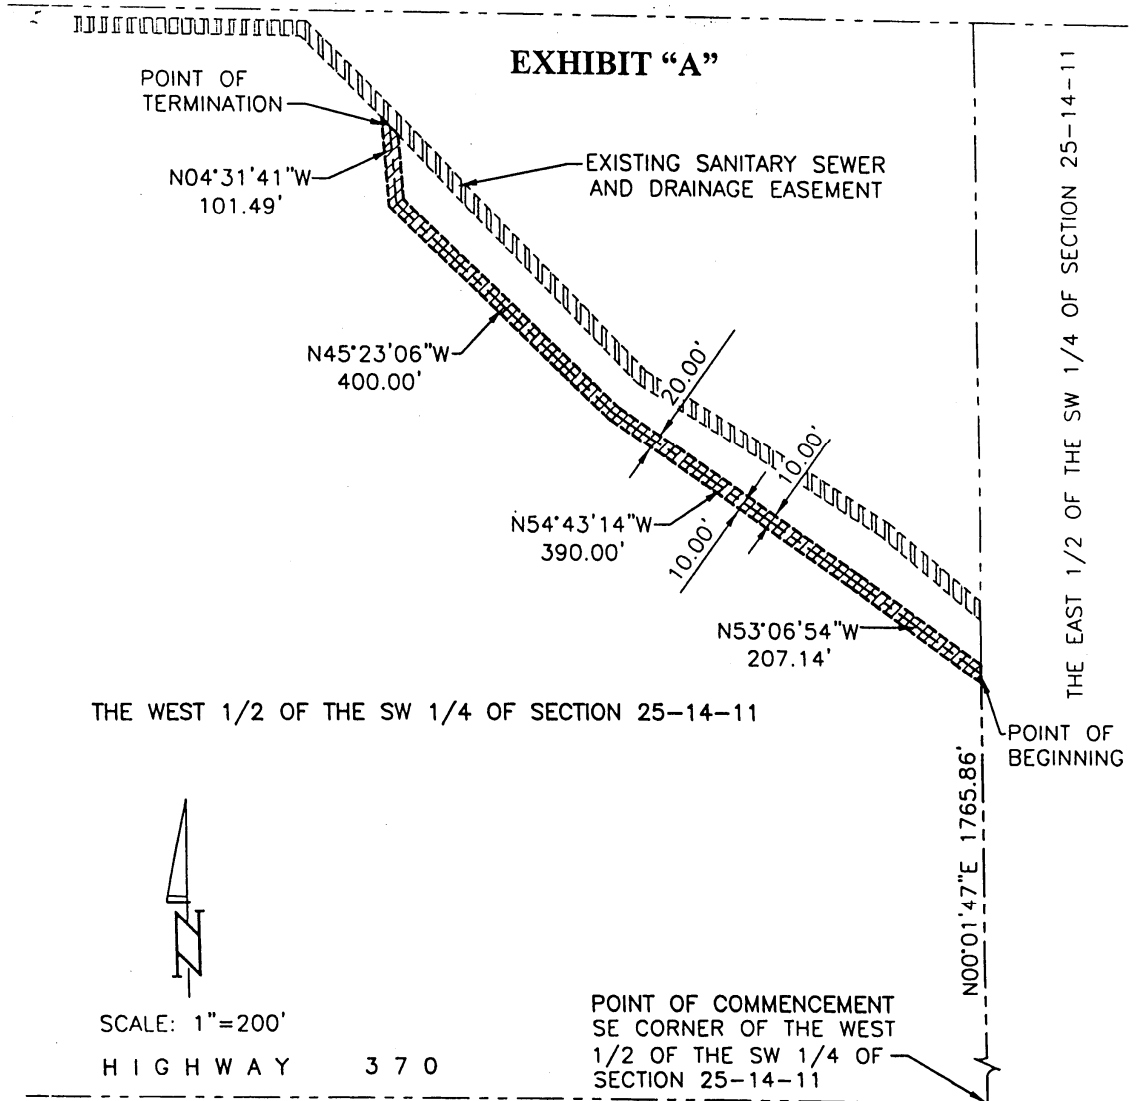 EXHIBIT “A”
POINT OF
TERMINATION
N04°31'41"W
101.49'
EXISTING SANITARY SEWER
AND DRAINAGE EASEMENT
THE EAST 1/2 OF THE SW 1/4 OF SECTION 25-14-11
N45°23'06"W
400.00'
20.00'
10.00'
N54°43'14"W
390.00'
10.00'
N53°06'54"W
207.14'
THE WEST 1/2 OF THE SW 1/4 OF SECTION 25-14-11
POINT OF
BEGINNING
N00°01'47"E 1765.86'
N
SCALE: 1"=200'
HIGHWAY 370
POINT OF COMMENCEMENT
SE CORNER OF THE WEST
1/2 OF THE SW 1/4 OF
SECTION 25-14-11